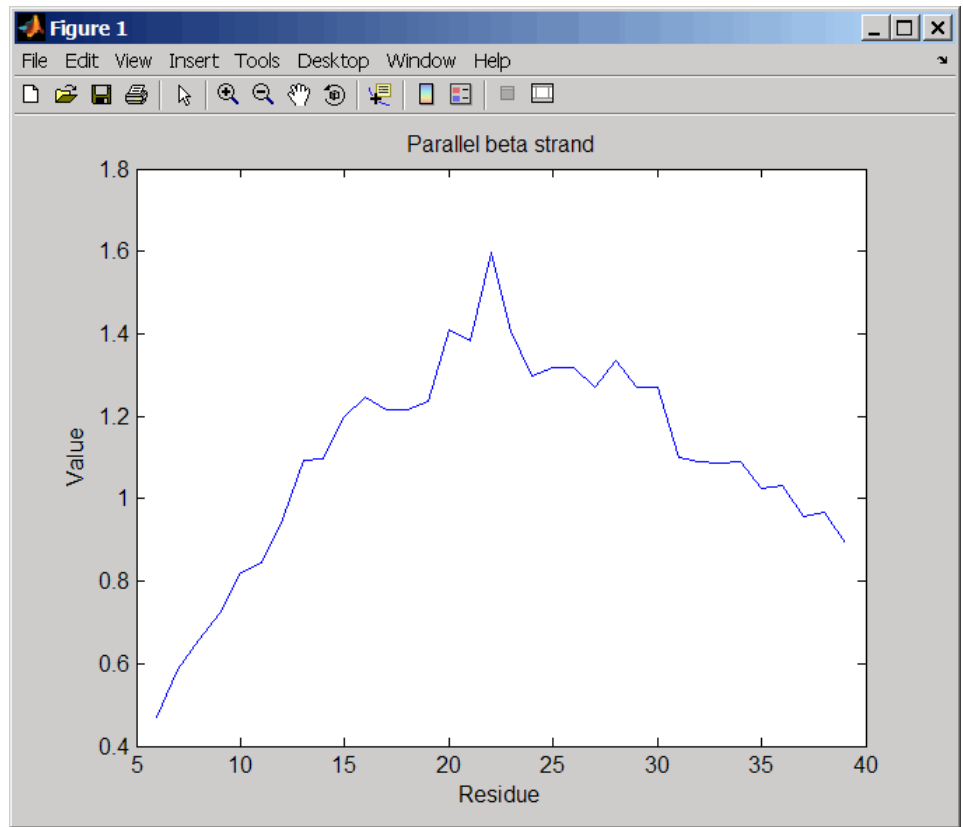 Figure 1
File Edit View Insert Tools Desktop Window Help
Parallel beta strand
1.8
1.6
1.4
1.2
1
0.8
0.6
0.4
Value
5 10 15 20 25 30 35 40
Residue